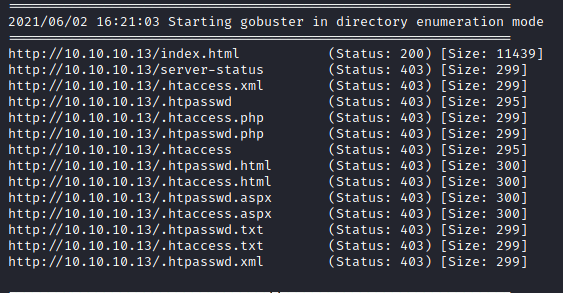 ===============================================================
2021/06/02 16:21:03 Starting gobuster in directory enumeration mode
===============================================================
http://10.10.10.13/index.html (Status: 200) [Size: 11439]
http://10.10.10.13/server-status (Status: 403) [Size: 299]
http://10.10.10.13/.htaccess.xml (Status: 403) [Size: 299]
http://10.10.10.13/.htpasswd (Status: 403) [Size: 295]
http://10.10.10.13/.htaccess.php (Status: 403) [Size: 299]
http://10.10.10.13/.htpasswd.php (Status: 403) [Size: 299]
http://10.10.10.13/.htaccess (Status: 403) [Size: 295]
http://10.10.10.13/.htpasswd.html (Status: 403) [Size: 300]
http://10.10.10.13/.htaccess.html (Status: 403) [Size: 300]
http://10.10.10.13/.htpasswd.aspx (Status: 403) [Size: 300]
http://10.10.10.13/.htaccess.aspx (Status: 403) [Size: 300]
http://10.10.10.13/.htpasswd.txt (Status: 403) [Size: 299]
http://10.10.10.13/.htaccess.txt (Status: 403) [Size: 299]
http://10.10.10.13/.htpasswd.xml (Status: 403) [Size: 299]